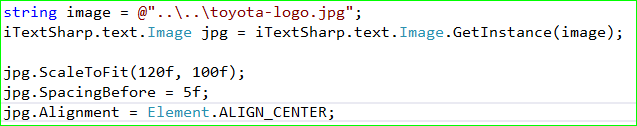 string image = @"..\..\toyota-logo.jpg";
iTextSharp.text.Image jpg = iTextSharp.text.Image.GetInstance(image);
jpg.ScaleToFit(120f, 100f);
jpg.SpacingBefore = 5f;
jpg.Alignment = Element.ALIGN_CENTER;